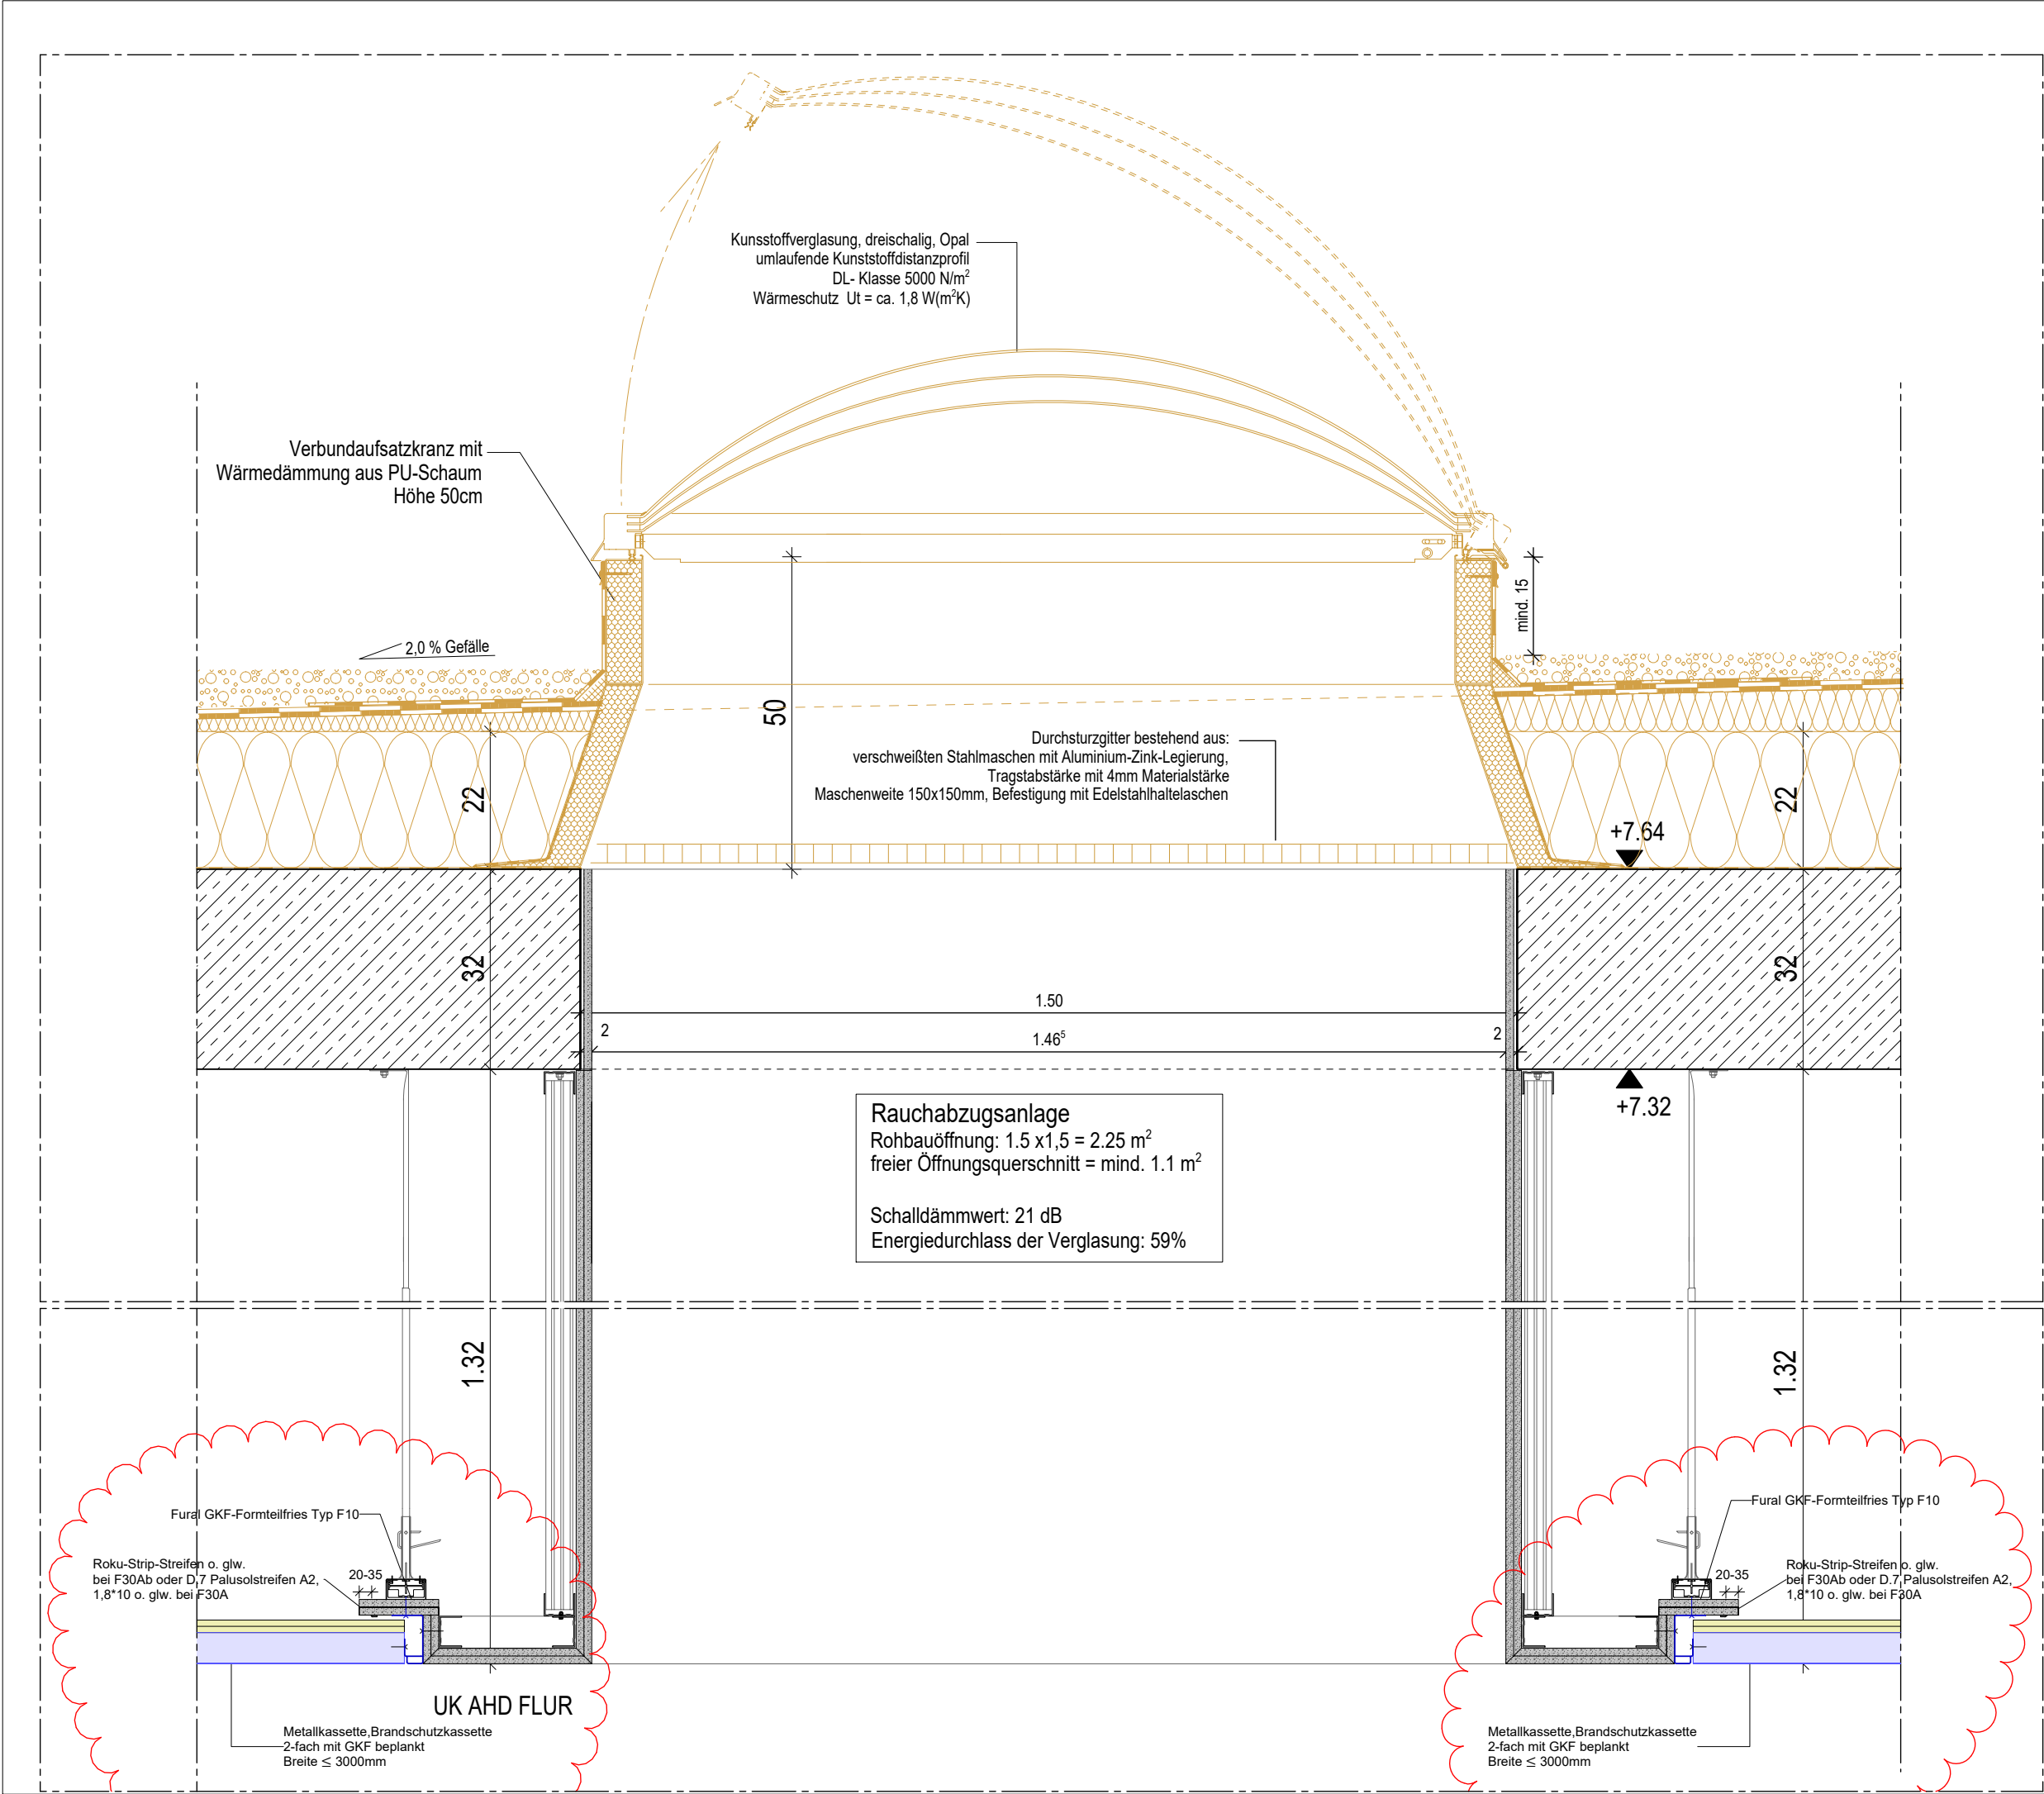 Kunsstoffverglasung, dreischalig, Opal
umlaufende Kunststoffdistanzprofil
DL- Klasse 5000 N/m²
Wärmeschutz Ut = ca. 1,8 W(m²K)
Verbundaufsatzkranz mit
Wärmedämmung aus PU-Schaum
Höhe 50cm
mind. 15
2,0 % Gefälle
50
Durchsturzgitter bestehend aus:
verschweißten Stahlmaschen mit Aluminium-Zink-Legierung,
Tragstabstärke mit 4mm Materialstärke
Maschenweite 150x150mm, Befestigung mit Edelstahlhaltelaschen
22
22
+7.64
32
32
1.50
2
1.46⁵
2
+7.32
Rauchabzugsanlage
Rohbauöffnung: 1.5 x1,5 = 2.25 m²
freier Öffnungsquerschnitt = mind. 1.1 m²
Schalldämmwert: 21 dB
Energiedurchlass der Verglasung: 59%
1.32
1.32
Fural GKF-Formteilfries Typ F10
Roku-Strip-Streifen o. glw.
bei F30Ab oder D.7 Palusolstreifen A2,
1,8*10 o. glw. bei F30A
20-35
Fural GKF-Formteilfries Typ F10
20-35
Roku-Strip-Streifen o. glw.
bei F30Ab oder D.7 Palusolstreifen A2,
1,8*10 o. glw. bei F30A
UK AHD FLUR
Metallkassette,Brandschutzkassette
2-fach mit GKF beplankt
Breite ≤ 3000mm
Metallkassette,Brandschutzkassette
2-fach mit GKF beplankt
Breite ≤ 3000mm